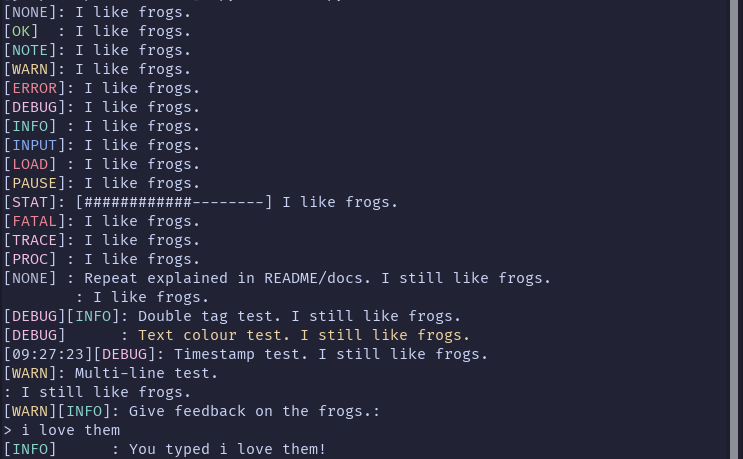 [NONE]: I like frogs.
[OK]  : I like frogs.
[NOTE]: I like frogs.
[WARN]: I like frogs.
[ERROR]: I like frogs.
[DEBUG]: I like frogs.
[INFO] : I like frogs.
[INPUT]: I like frogs.
[LOAD] : I like frogs.
[PAUSE]: I like frogs.
[STAT]: [############--------] I like frogs.
[FATAL]: I like frogs.
[TRACE]: I like frogs.
[PROC] : I like frogs.
[NONE] : Repeat explained in README/docs. I still like frogs.
        : I like frogs.
[DEBUG][INFO]: Double tag test. I still like frogs.
[DEBUG]      : Text colour test. I still like frogs.
[09:27:23][DEBUG]: Timestamp test. I still like frogs.
[WARN]: Multi-line test.
: I still like frogs.
[WARN][INFO]: Give feedback on the frogs.:
> i love them
[INFO]      : You typed i love them!